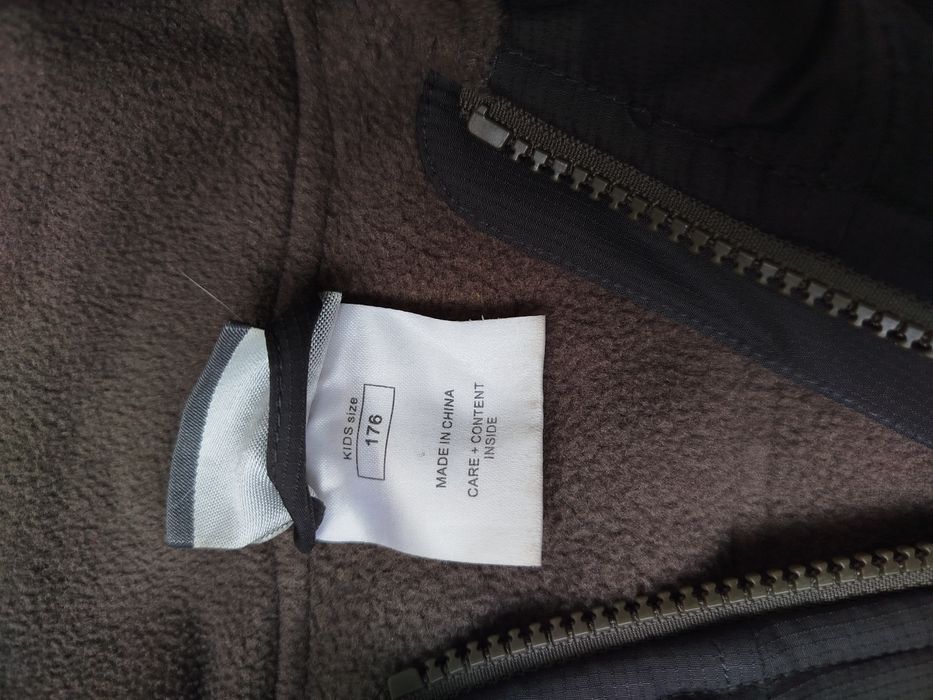 KIDS size
176
MADE IN CHINA
CARE + CONTENT
INSIDE